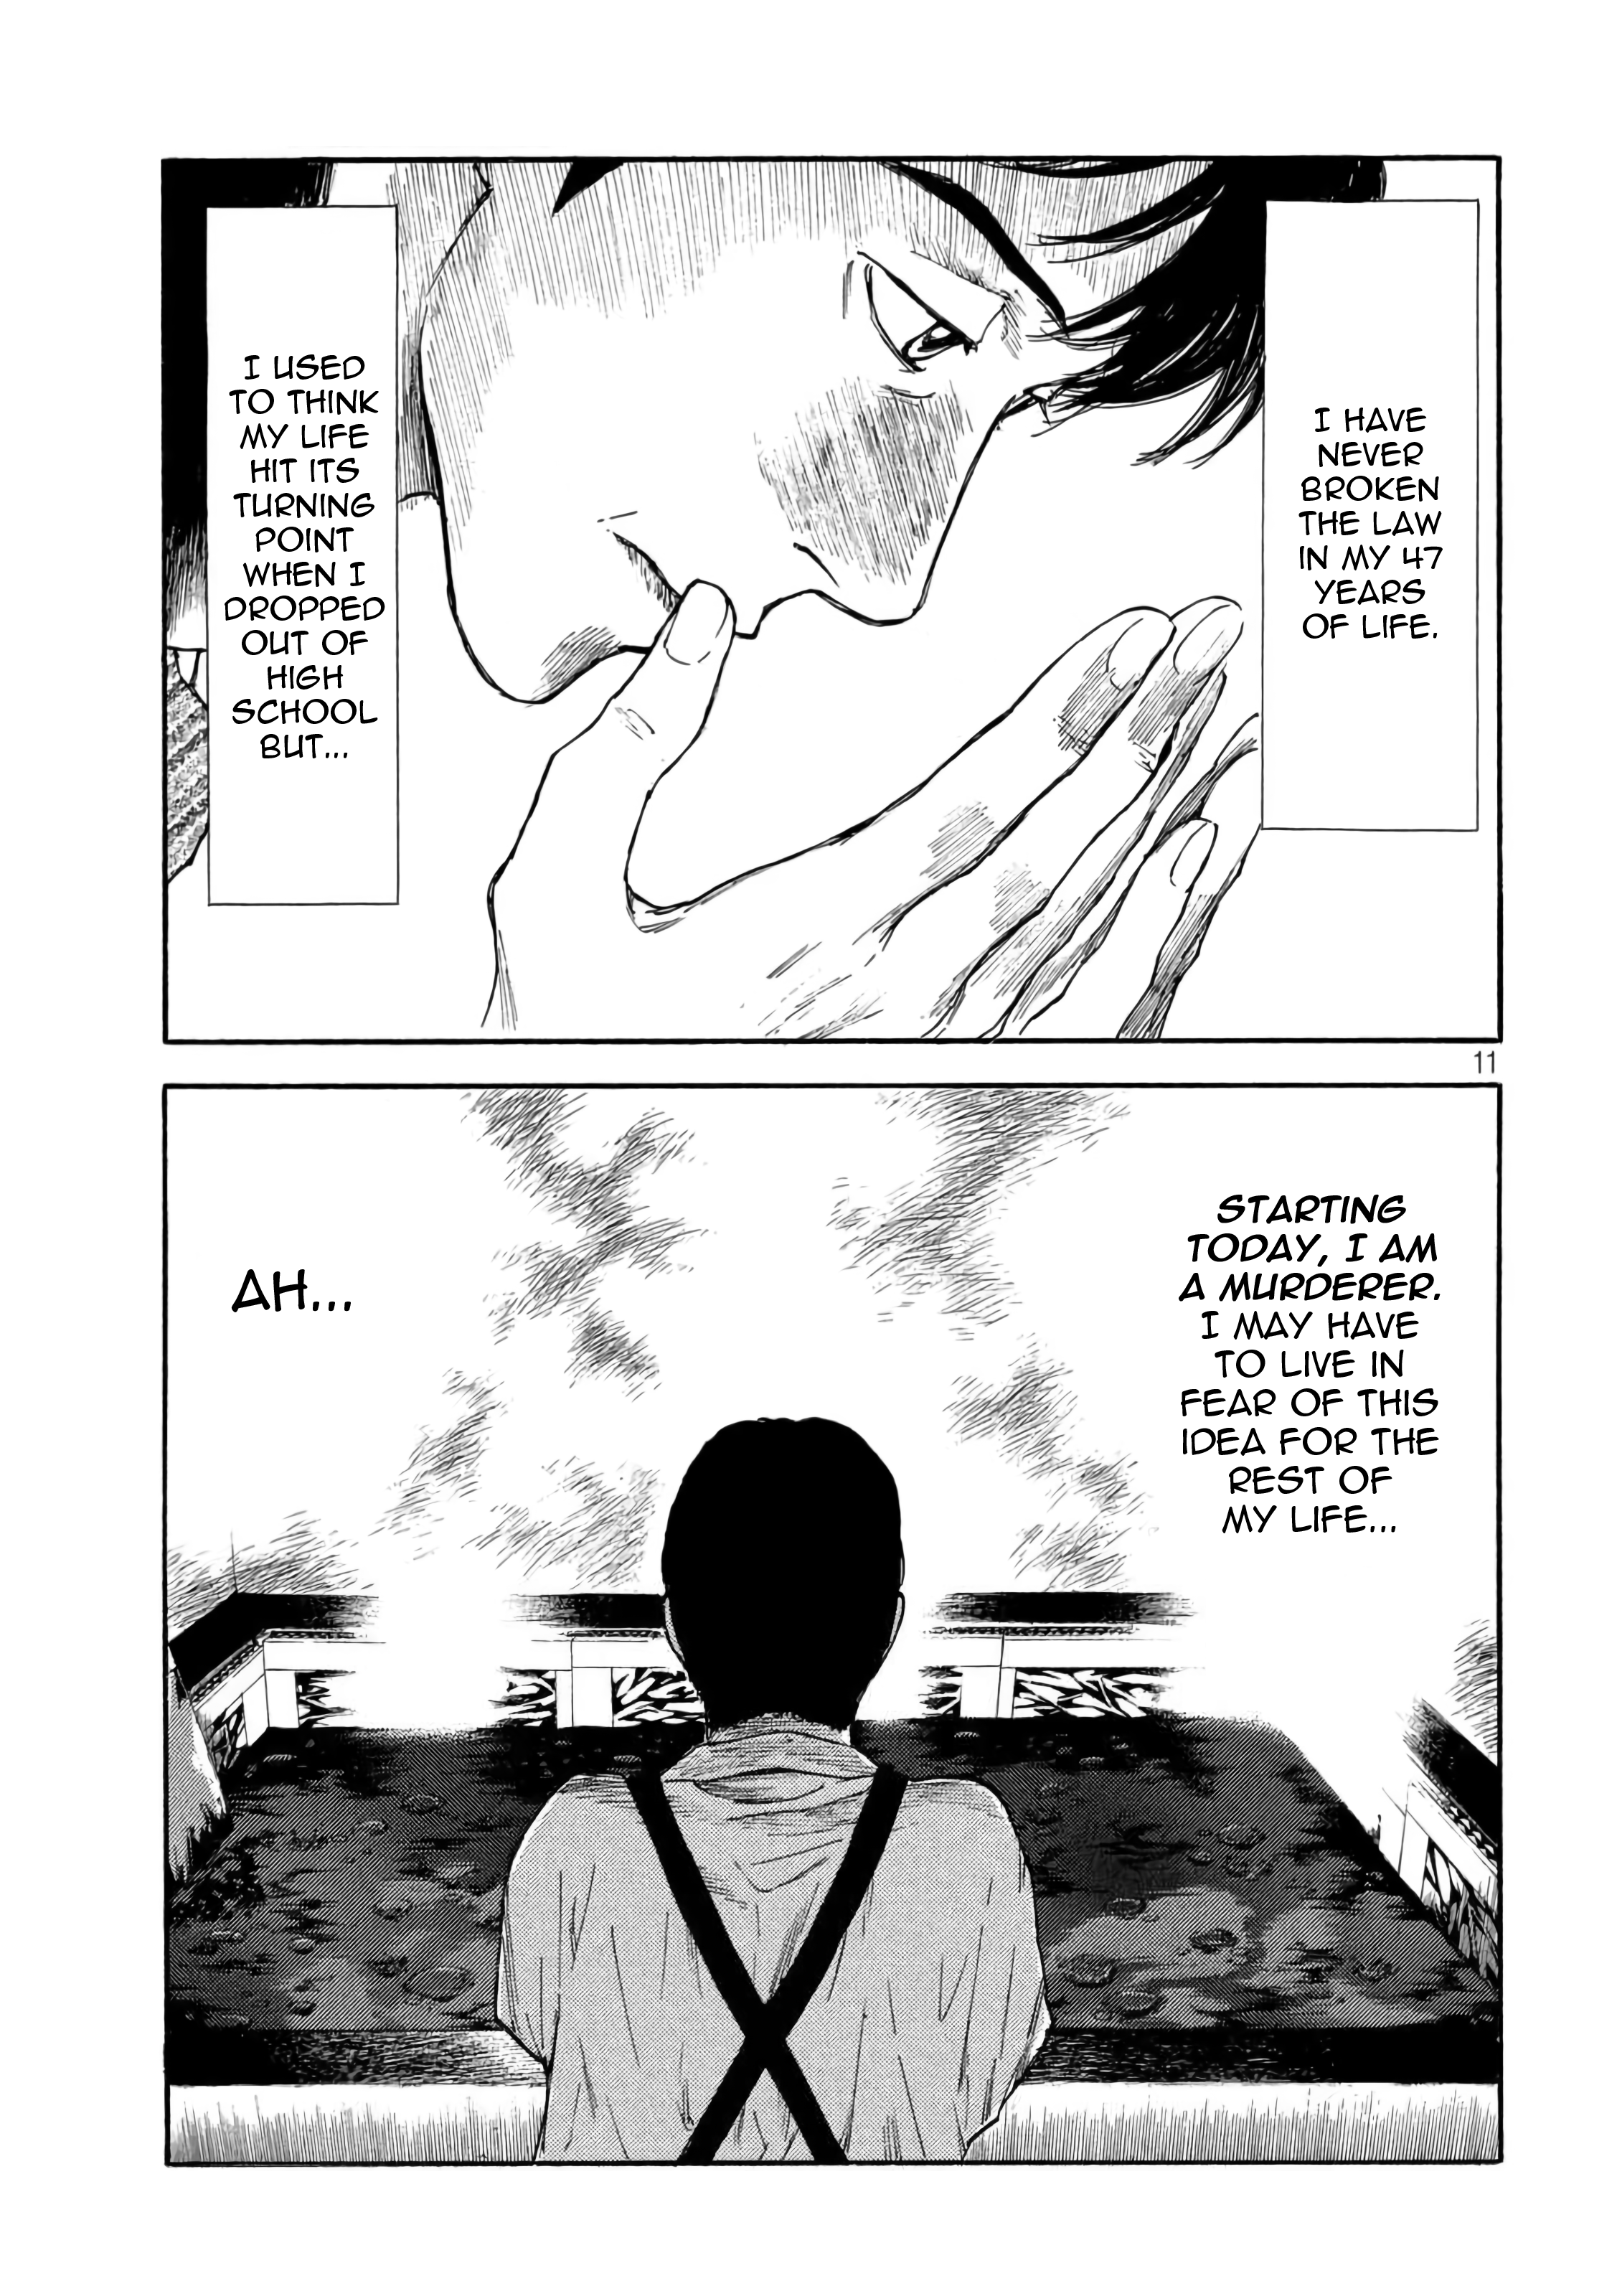 I HAVE
NEVER
BROKEN
THE LAW
IN MY 47
YEARS
OF LIFE.
I USED
TO THINK
MY LIFE
HIT ITS
TURNING
POINT
WHEN I
DROPPED
OUT OF
HIGH
SCHOOL
BUT...
11
STARTING
TODAY, I AM
A MURDERER.
I MAY HAVE
TO LIVE IN
FEAR OF THIS
IDEA FOR THE
REST OF
MY LIFE...
AH...